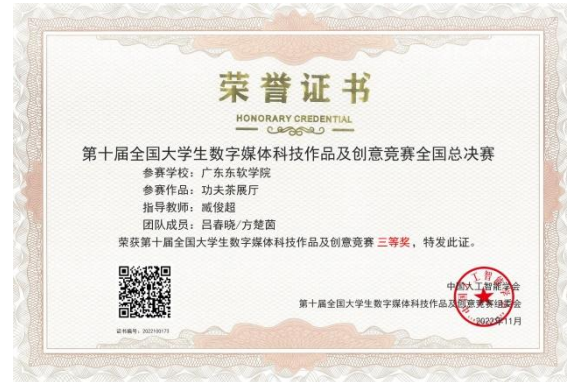 荣誉证书
HONORARY CREDENTIAL
第十届全国大学生数字媒体科技作品及创意竞赛全国总决赛
参赛学校：广东东软学院
参赛作品：功夫茶展厅
指导教师：臧俊超
团队成员：吕春晓/方楚茵
荣获第十届全国大学生数字媒体科技作品及创意竞赛 三等奖，特发此证。
中国人工智能学会
第十届全国大学生数字媒体科技作品及创意竞赛组委会
2022年11月
证书编号：2022100173